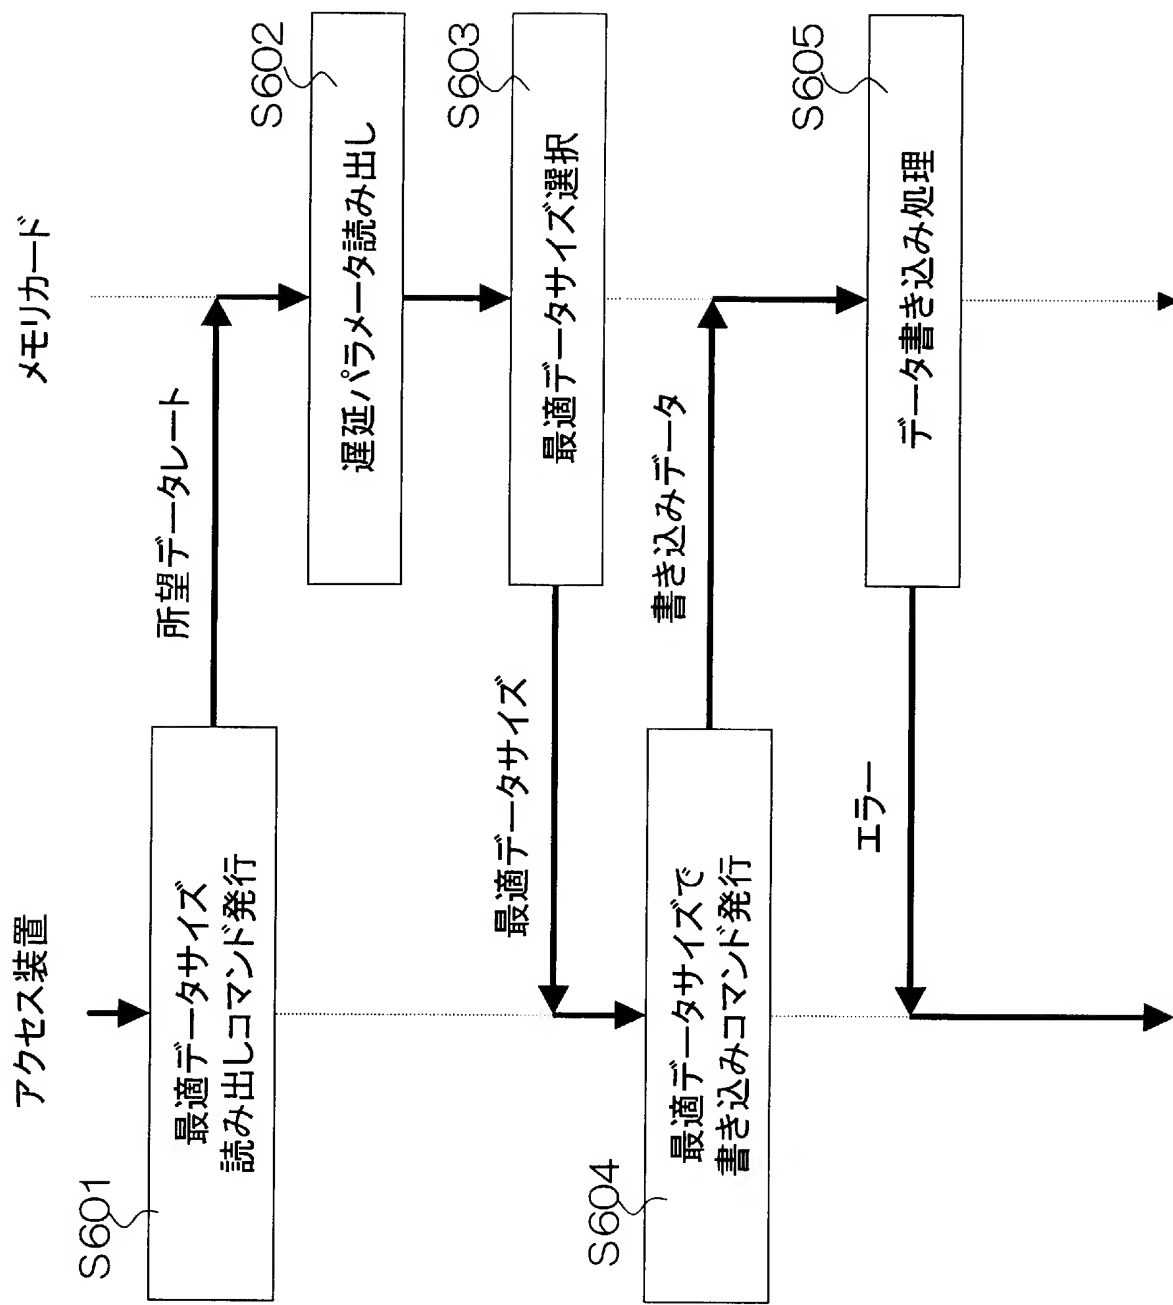 アクセス装置
メモリカード
S601
最適データサイズ
読み出しコマンド発行
所望データレート
S602
遅延パラメータ読み出し
S603
最適データサイズ選択
最適データサイズ
S604
最適データサイズで
書き込みコマンド発行
書き込みデータ
S605
データ書き込み処理
エラー